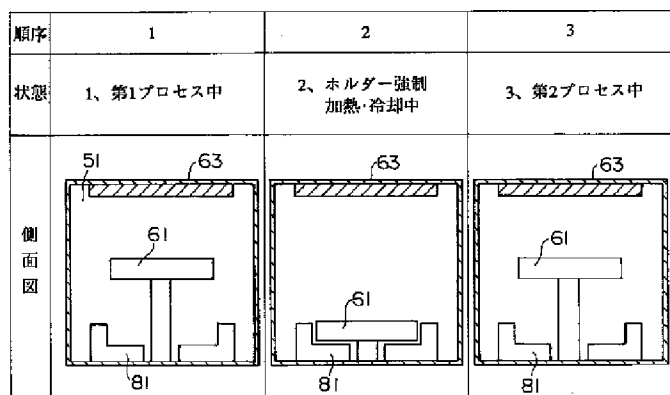 順序 1 2 3
状態 1、第1プロセス中 2、ホルダー強制 3、第2プロセス中
加熱·冷却中
側面図
63 63 63
51
61 61
61
81 81 81